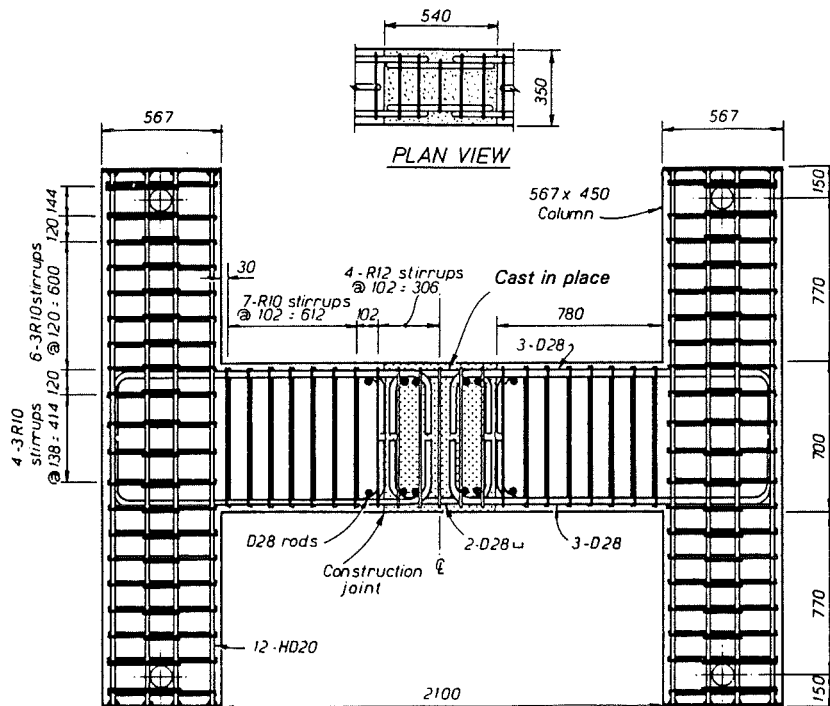 540
350
PLAN VIEW
567
567
144
120
6-3R10 stirrups
@120 = 600
120
4-3R10
stirrups
@138 = 414
30
7-R10 stirrups
@ 102 = 612
102
4-R12 stirrups
@ 102 = 306
Cast in place
567 x 450
Column
780
3-D28
150
770
700
770
150
D28 rods
Construction
joint
2-D28
3-D28
12-HD20
2100